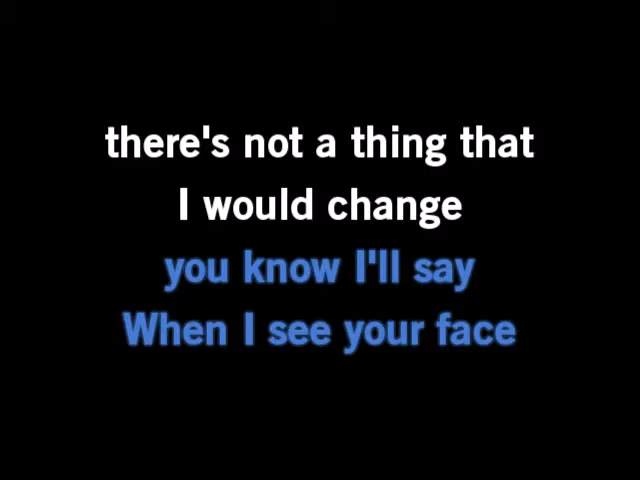 there's not a thing that
I would change
you know I'll say
When I see your face